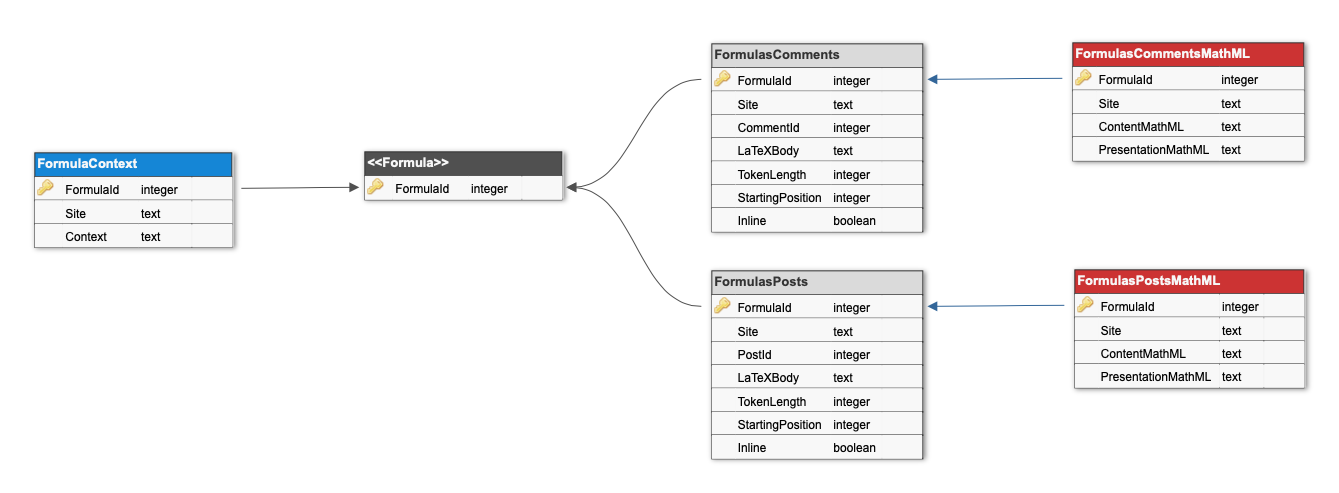 FormulaContext
FormulaId integer
Site text
Context text
<<Formula>>
FormulaId integer
FormulasComments
FormulaId integer
Site text
CommentId integer
LaTeXBody text
TokenLength integer
StartingPosition integer
Inline boolean
FormulasPosts
FormulaId integer
Site text
PostId integer
LaTeXBody text
TokenLength integer
StartingPosition integer
Inline boolean
FormulasCommentsMathML
FormulaId integer
Site text
ContentMathML text
PresentationMathML text
FormulasPostsMathML
FormulaId integer
Site text
ContentMathML text
PresentationMathML text